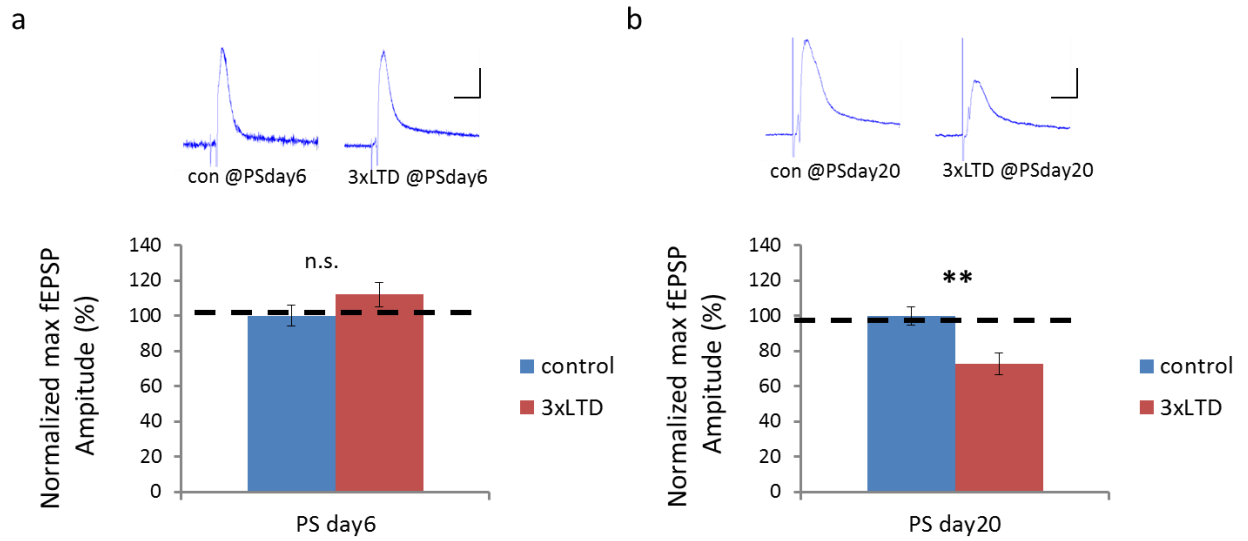 a
con @PSday6
3xLTD @PSday6
Normalized max fEPSP
Ampitude (%)
140
120
100
80
60
40
20
0
n.s.
PS day6
control
3xLTD
b
con @PSday20
3xLTD @PSday20
Normalized max fEPSP
Ampitude (%)
140
120
100
80
60
40
20
0
**
PS day20
control
3xLTD